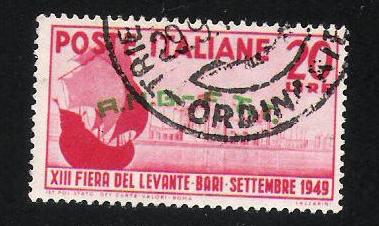 POSTE ITALIANE
20
LIRE
TRIE
ORDIN
XIII FIERA DEL LEVANTE - BARI - SETTEMBRE 1949
IST. POL. STATO. OFF. CARTE VALORI - ROMA